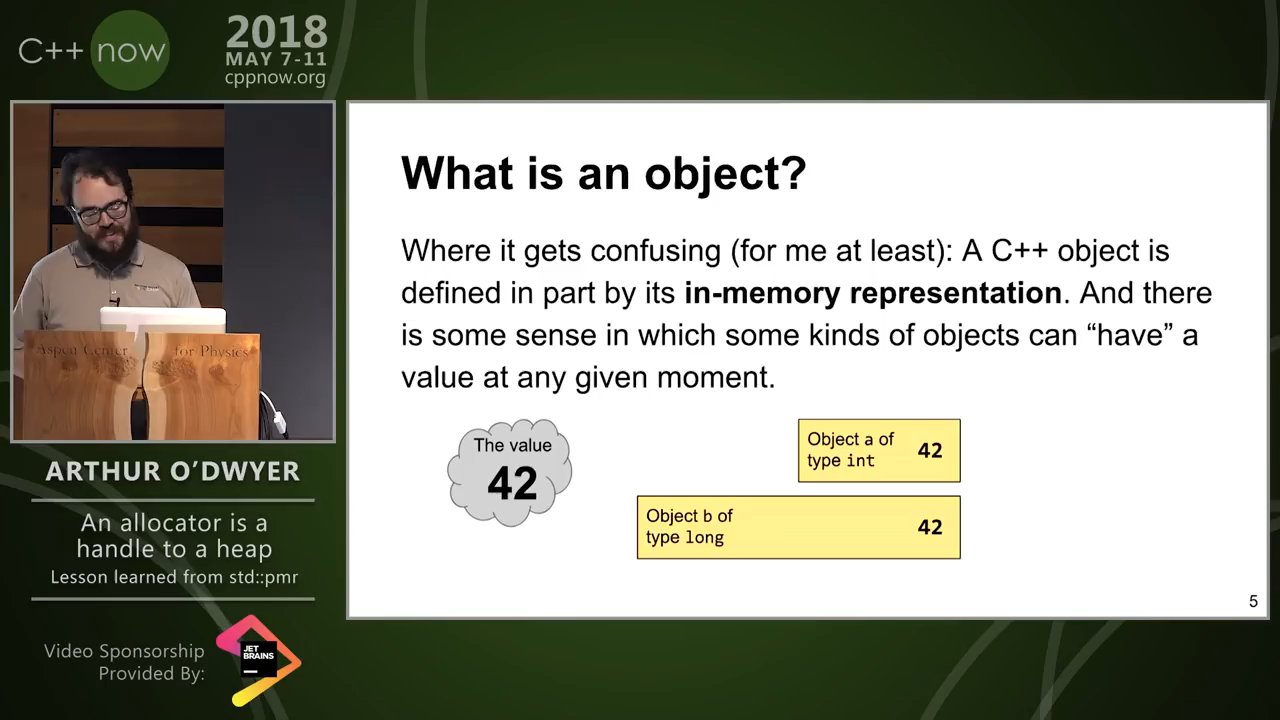 C++ now
2018
MAY 7-11
cppnow.org
What is an object?
Where it gets confusing (for me at least): A C++ object is
defined in part by its in-memory representation. And there
is some sense in which some kinds of objects can “have” a
value at any given moment.
The value
42
Object a of
type int
42
Object b of
type long
42
5
Aspen Center for Physics
ARTHUR O’DWYER
An allocator is a
handle to a heap
Lesson learned from std::pmr
Video Sponsorship
Provided By:
JET
BRAINS